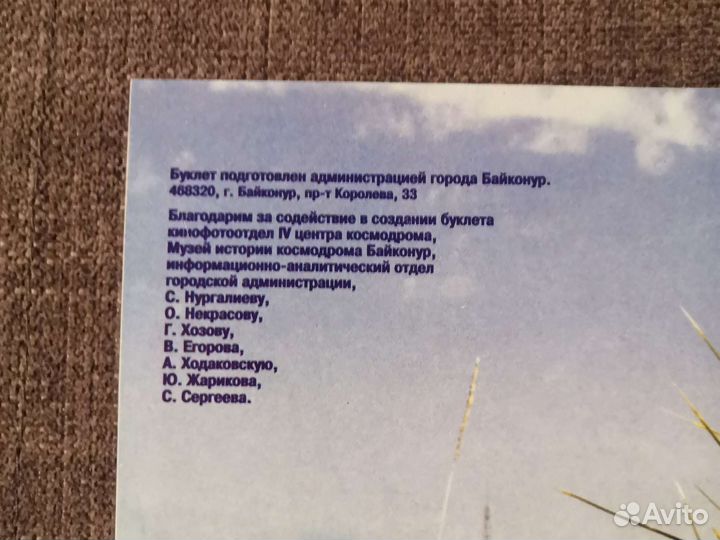 Буклет подготовлен администрацией города Байконур.
468320, г. Байконур, пр-т Королева, 33
Благодарим за содействие в создании буклета
кинофотоотдел IV центра космодрома,
Музей истории космодрома Байконур,
информационно-аналитический отдел
городской администрации,
С. Нургалиеву,
О. Некрасову,
Г. Хозову,
В. Егорова,
А. Ходаковскую,
Ю. Жарикова,
С. Сергеева.
Avito